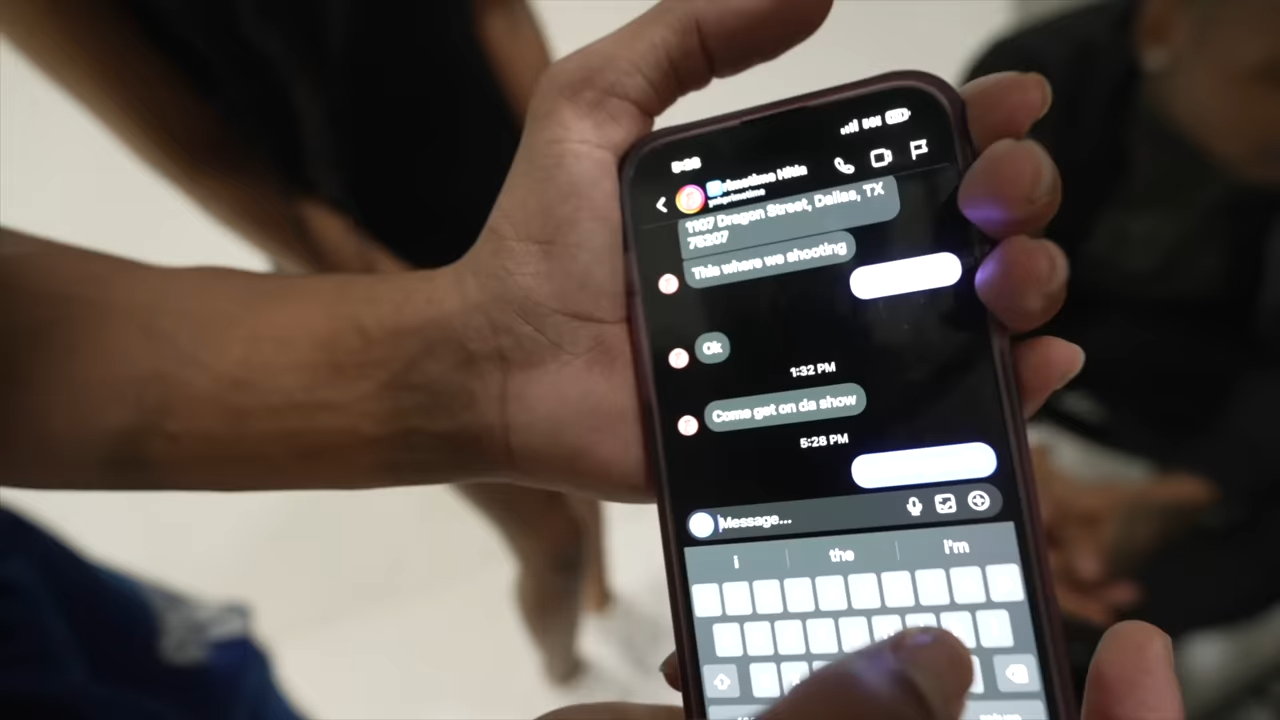 1107 Dragon Street, Dallas, TX
75207
This where we shooting
Ok
1:32 PM
Come get on da show
5:28 PM
Message...
i the I'm